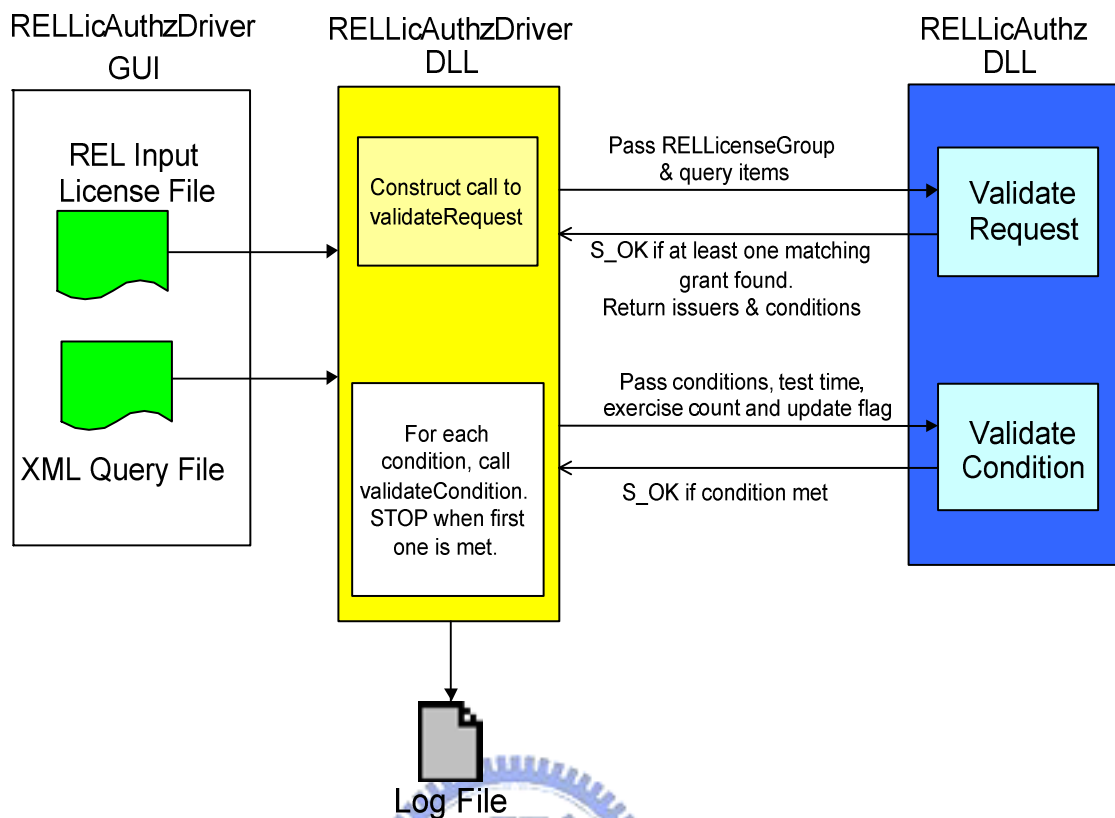 RELLicAuthzDriver
GUI
REL Input
License File
XML Query File
RELLicAuthzDriver
DLL
Construct call to
validateRequest
For each
condition, call
validateCondition.
STOP when first
one is met.
Pass RELLicenseGroup
& query items
S_OK if at least one matching
grant found.
Return issuers & conditions
Pass conditions, test time,
exercise count and update flag
S_OK if condition met
RELLicAuthz
DLL
Validate
Request
Validate
Condition
Log File